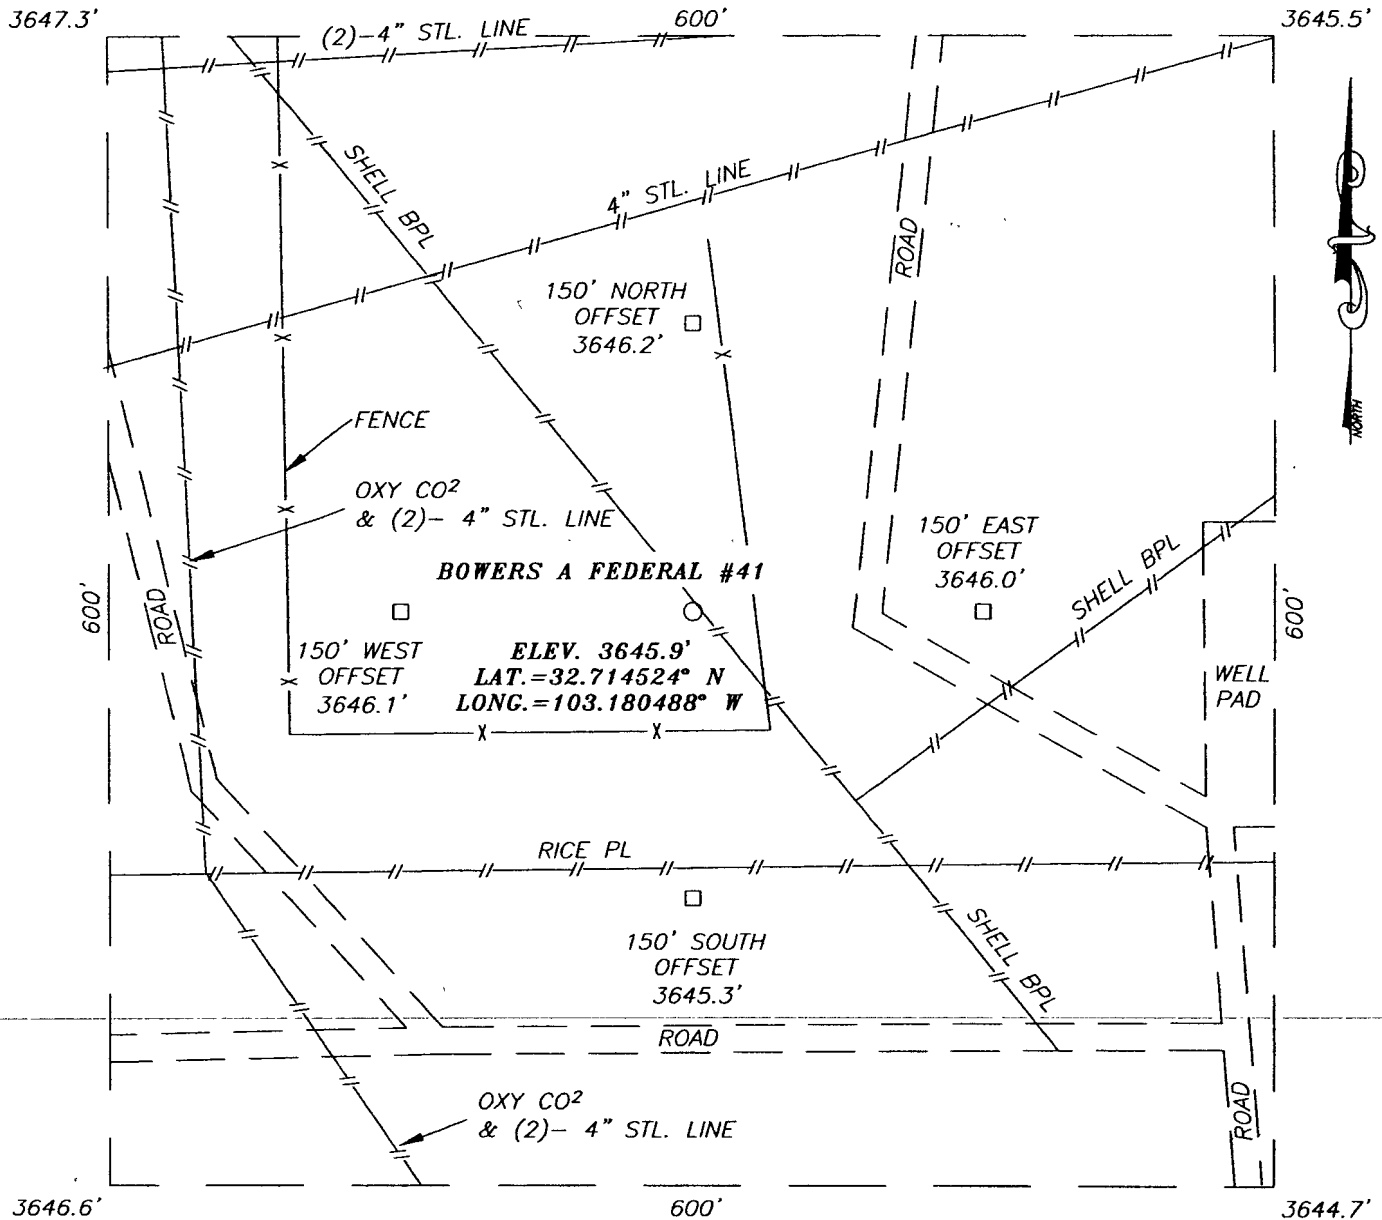 3647.3'
600'
3645.5'
(2)-4" STL. LINE
SHELL BPL
4" STL. LINE
ROAD
NORTH
150' NORTH
OFFSET
3646.2'
FENCE
OXY CO²
& (2)- 4" STL. LINE
150' EAST
OFFSET
3646.0'
SHELL BPL
BOWERS A FEDERAL #41
600'
ROAD
600'
150' WEST
OFFSET
3646.1'
ELEV. 3645.9'
LAT.=32.714524° N
LONG.=103.180488° W
WELL
PAD
RICE PL
150' SOUTH
OFFSET
3645.3'
SHELL BPL
ROAD
OXY CO²
& (2)- 4" STL. LINE
ROAD
3646.6'
600'
3644.7'